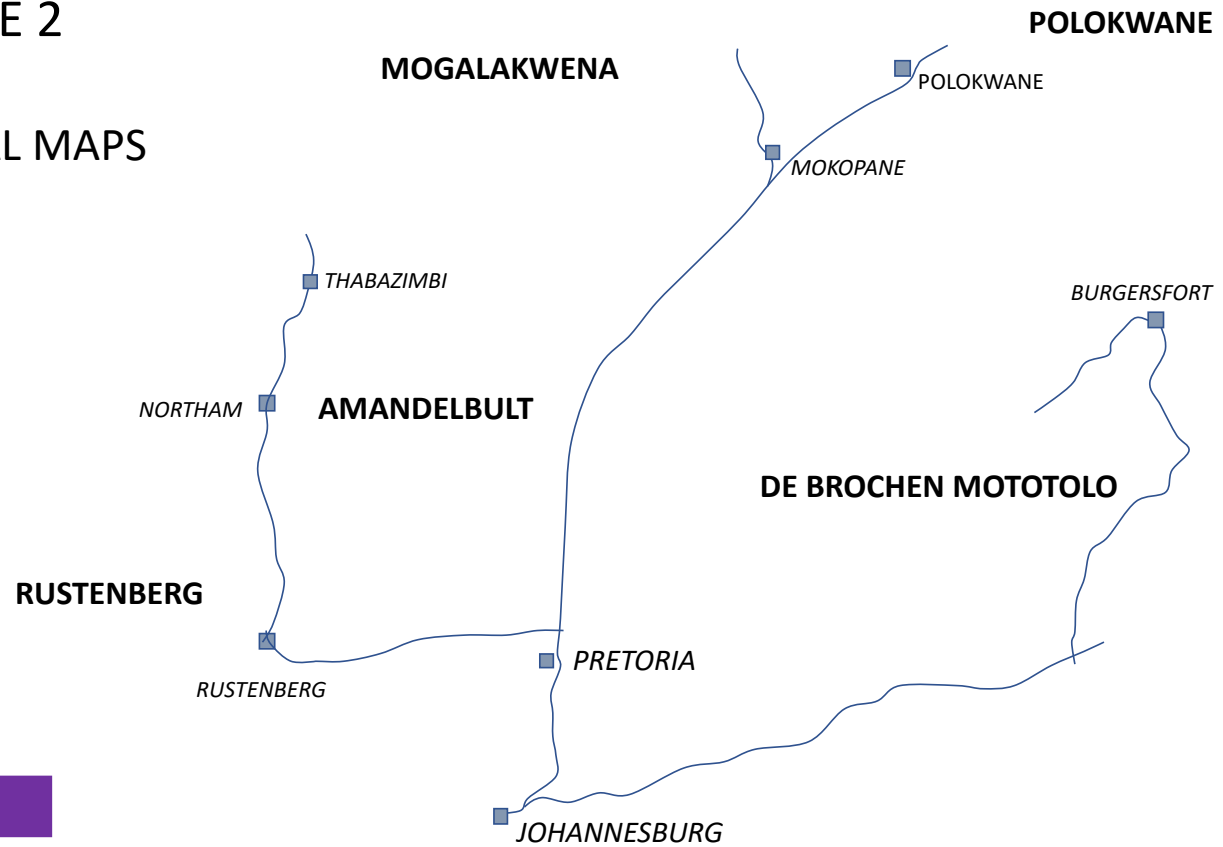 E 2
POLOKWANE
MOGALAKWENA
POLOKWANE
L MAPS
MOKOPANE
THABAZIMBI
BURGERSFORT
NORTHAM
AMANDELBULT
DE BROCHEN MOTOTOLO
RUSTENBERG
PRETORIA
RUSTENBERG
JOHANNESBURG